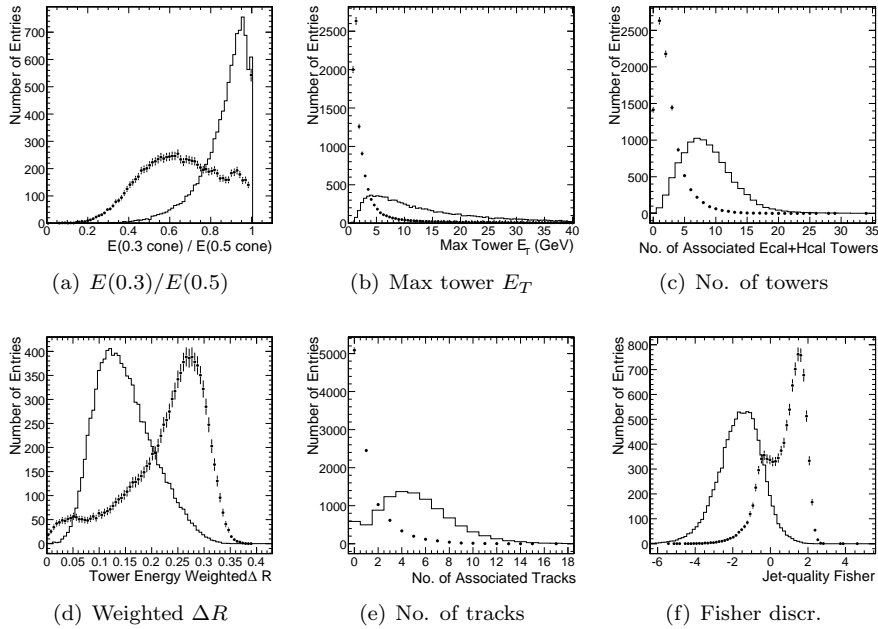 Number of Entries
700
600
500
400
300
200
100
0
0 0.2 0.4 0.6 0.8 1
E(0.3 cone) / E(0.5 cone)
(a) E(0.3)/E(0.5)
Number of Entries
2500
2000
1500
1000
500
0
0 5 10 15 20 25 30 35 40
Max Tower E_T (GeV)
(b) Max tower E_T
Number of Entries
2500
2000
1500
1000
500
0
0 5 10 15 20 25 30 35
No. of Associated Ecal+Hcal Towers
(c) No. of towers
Number of Entries
400
350
300
250
200
150
100
50
0
0 0.05 0.1 0.15 0.2 0.25 0.3 0.35 0.4
Tower Energy WeightedΔ R
(d) Weighted ΔR
Number of Entries
5000
4000
3000
2000
1000
0
0 2 4 6 8 10 12 14 16 18
No. of Associated Tracks
(e) No. of tracks
Number of Entries
800
700
600
500
400
300
200
100
0
-6 -4 -2 0 2 4
Jet-quality Fisher
(f) Fisher discr.